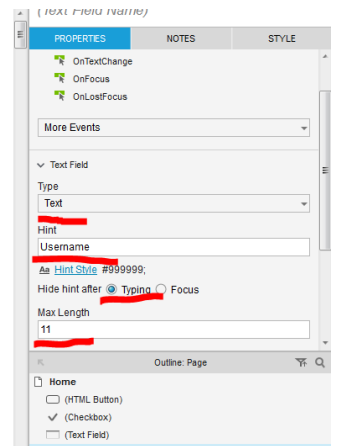 (Text Field Name)
PROPERTIES NOTES STYLE
OnTextChange
OnFocus
OnLostFocus
More Events
Text Field
Type
Text
Hint
Username
Aa Hint Style #999999;
Hide hint after Typing Focus
Max Length
11
Outline: Page
Home
(HTML Button)
(Checkbox)
(Text Field)